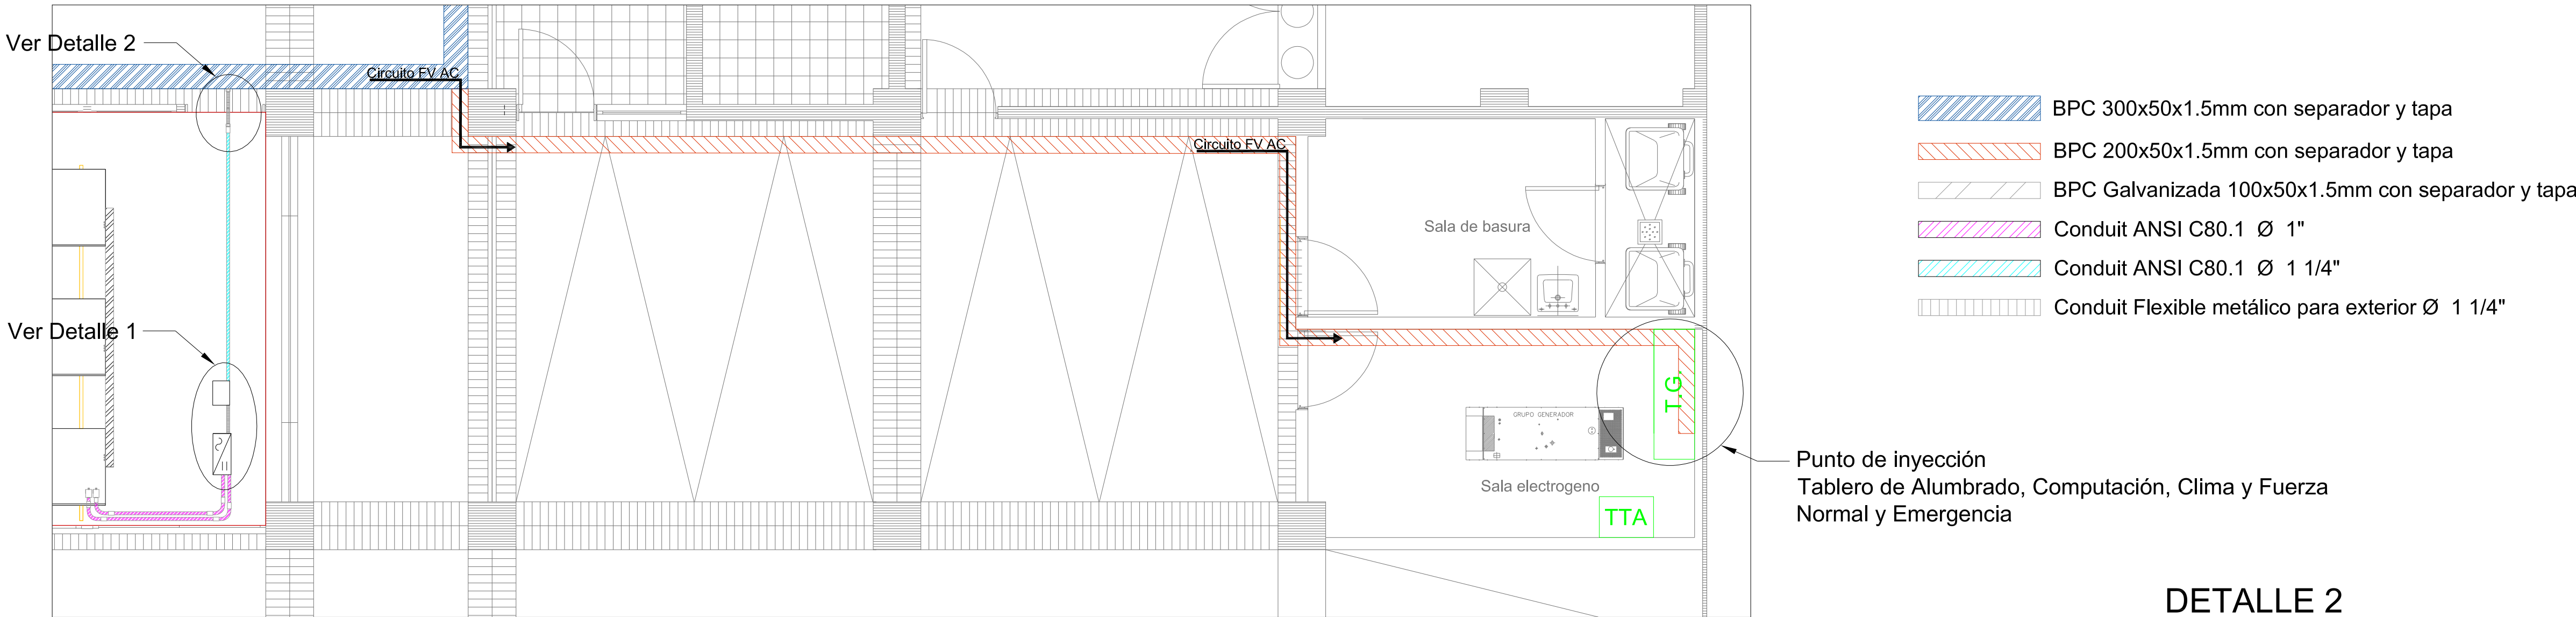 Ver Detalle 2
Circuito FV AC
Circuito FV AC
Sala de basura
Ver Detalle 1
T.G.
GRUPO GENERADOR
Sala electrogeno
TTA
BPC 300x50x1.5mm con separador y tapa
BPC 200x50x1.5mm con separador y tapa
BPC Galvanizada 100x50x1.5mm con separador y tapa
Conduit ANSI C80.1 Ø 1"
Conduit ANSI C80.1 Ø 1 1/4"
Conduit Flexible metálico para exterior Ø 1 1/4"
Punto de inyección
Tablero de Alumbrado, Computación, Clima y Fuerza
Normal y Emergencia
DETALLE 2